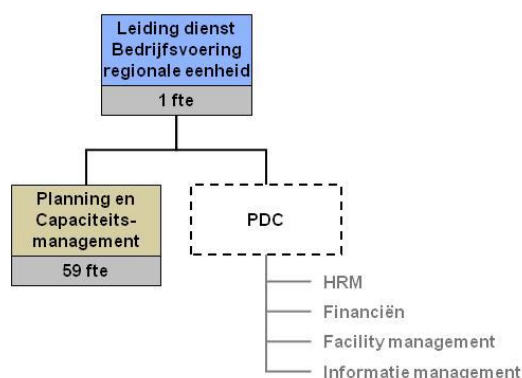 Leiding dienst
Bedrijfsvoering
regionale eenheid
1 fte
Planning en
Capaciteits-
management
59 fte
PDC
HRM
Financiën
Facility management
Informatie management